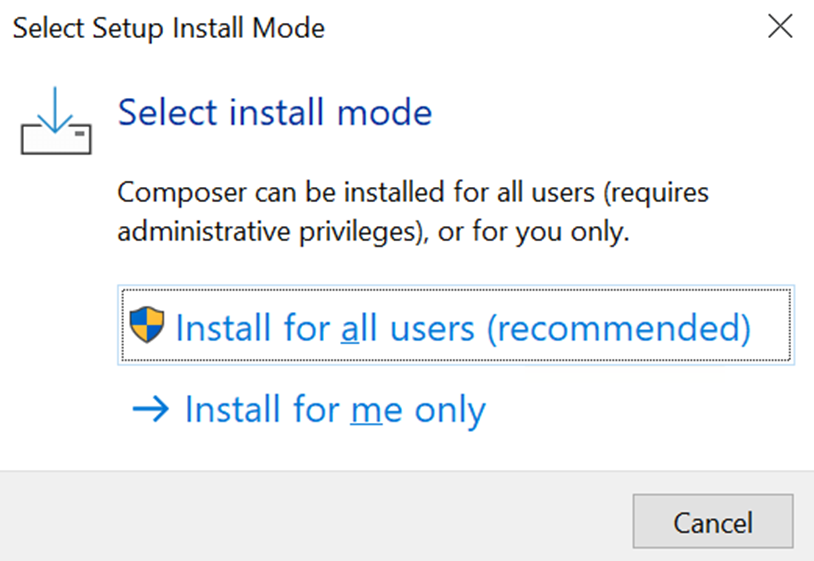 Select Setup Install Mode
Select install mode
Composer can be installed for all users (requires
administrative privileges), or for you only.
Install for all users (recommended)
Install for me only
Cancel